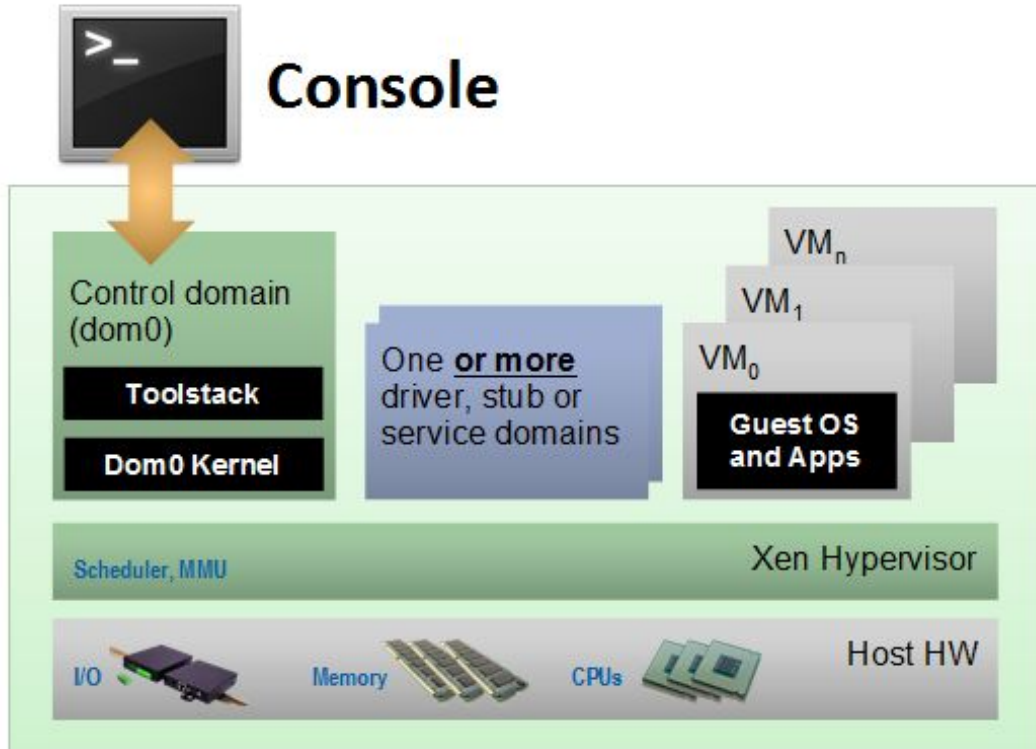 >_
Console
Control domain
(dom0)
Toolstack
Dom0 Kernel
One or more
driver, stub or
service domains
VMn
VM1
VM0
Guest OS
and Apps
Scheduler, MMU
Xen Hypervisor
I/O
Memory
CPUs
Host HW